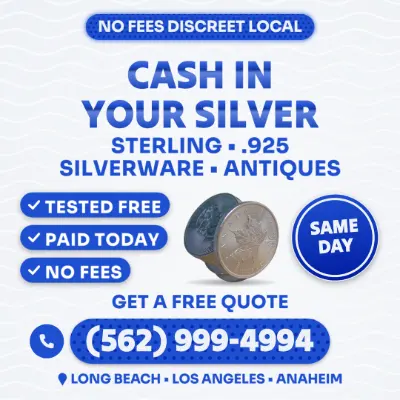 NO FEES DISCREET LOCAL
CASH IN
YOUR SILVER
STERLING ▪ .925
SILVERWARE ▪ ANTIQUES
✓ TESTED FREE
✓ PAID TODAY
✓ NO FEES
SAME
DAY
GET A FREE QUOTE
(562) 999-4994
LONG BEACH ▪ LOS ANGELES ▪ ANAHEIM